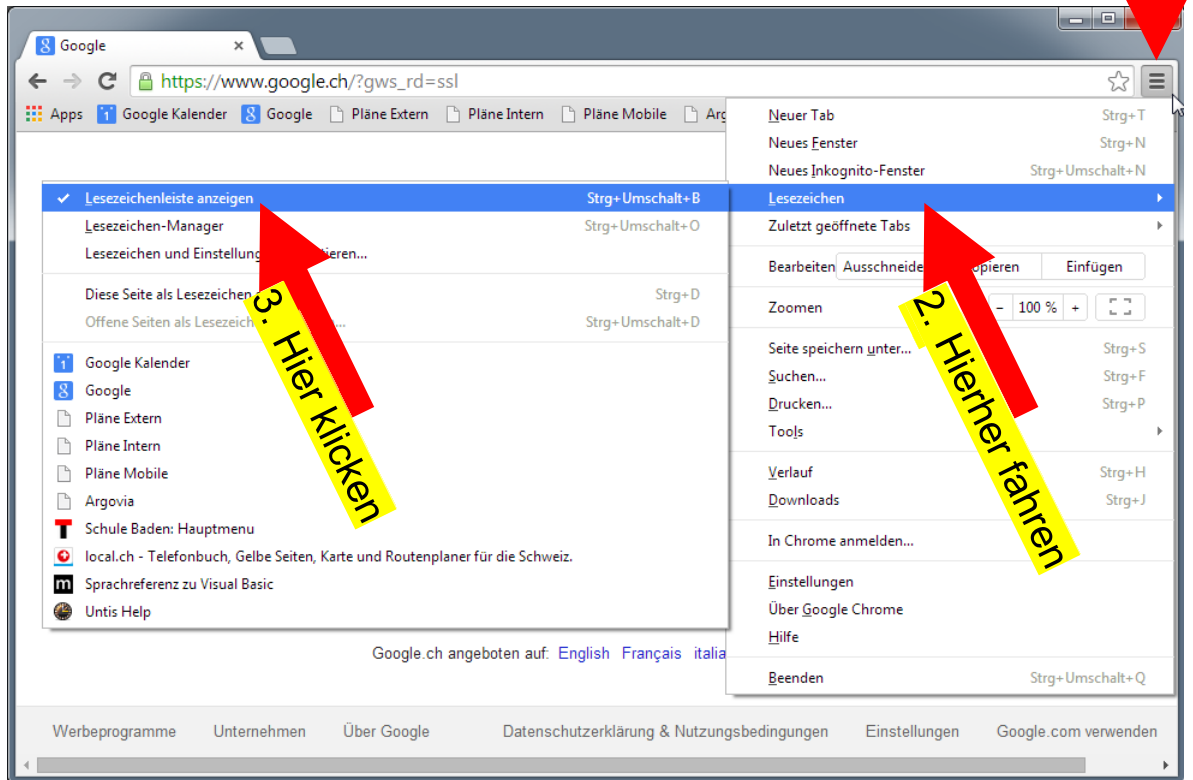 Google
https://www.google.ch/?gws_rd=ssl
Apps Google Kalender Google Pläne Extern Pläne Intern Pläne Mobile
Neuer Tab Strg+T
Neues Fenster Strg+N
Neues Inkognito-Fenster Strg+Umschalt+N
Lesezeichen
Zuletzt geöffnete Tabs
Bearbeiten Einfügen
Zoomen – 100 % +
Seite speichern unter... Strg+S
Suchen... Strg+F
Drucken... Strg+P
Tools
Verlauf Strg+H
Downloads Strg+J
In Chrome anmelden...
Einstellungen
Über Google Chrome
Hilfe
Beenden Strg+Umschalt+Q
2. Hierher fahren
Lesezeichenleiste anzeigen Strg+Umschalt+B
Lesezeichen-Manager Strg+Umschalt+O
Lesezeichen und
Diese Seite als Lesezeichen Strg+D
Offene Seiten als Strg+Umschalt+D
Google Kalender
Google
Pläne Extern
Pläne Intern
Pläne Mobile
Argovia
Schule Baden: Hauptmenu
local.ch - Telefonbuch, Gelbe Seiten, Karte und Routenplaner für die Schweiz.
Sprachreferenz zu Visual Basic
Untis Help
3. Hier klicken
Google.ch angeboten auf: English Français
Werbeprogramme Unternehmen Über Google Datenschutzerklärung & Nutzungsbedingungen Einstellungen Google.com verwenden